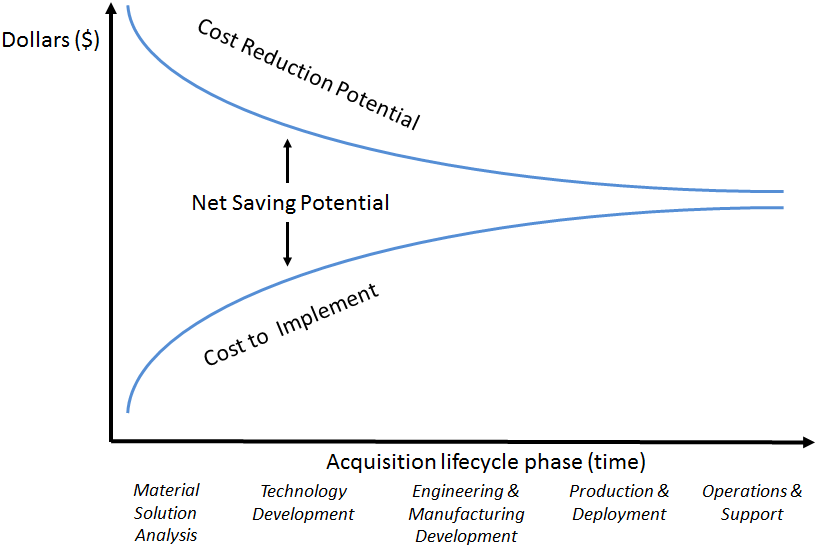 Dollars ($)
Cost Reduction Potential
Net Saving Potential
Cost to Implement
Acquisition lifecycle phase (time)
Material
Solution
Analysis
Technology
Development
Engineering &
Manufacturing
Development
Production &
Deployment
Operations &
Support